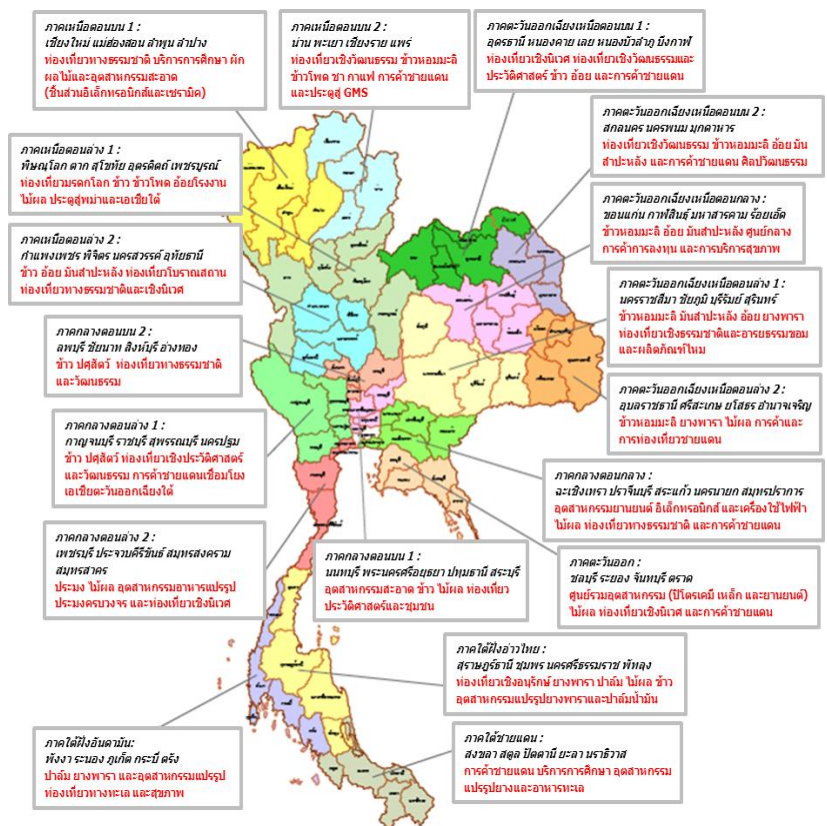 ภาคเหนือตอนบน 1 :
เชียงใหม่ แม่ฮ่องสอน ลำพูน ลำปาง
ท่องเที่ยวทางธรรมชาติ บริการการศึกษา ผัก
ผลไม้และอุตสาหกรรมสะอาด
(ชิ้นส่วนอิเล็กทรอนิกส์และเซรามิค)
ภาคเหนือตอนบน 2 :
น่าน พะเยา เชียงราย แพร่
ท่องเที่ยวเชิงวัฒนธรรม ข้าวหอมมะลิ
ข้าวโพด ชา กาแฟ การค้าชายแดน
และประตูสู่ GMS
ภาคตะวันออกเฉียงเหนือตอนบน 1 :
อุดรธานี หนองคาย เลย หนองบัวลำภู บึงกาฬ
ท่องเที่ยวเชิงนิเวศ ท่องเที่ยวเชิงวัฒนธรรมและ
ประวัติศาสตร์ ข้าว อ้อย และการค้าชายแดน
ภาคตะวันออกเฉียงเหนือตอนบน 2 :
สกลนคร นครพนม มุกดาหาร
ท่องเที่ยวเชิงวัฒนธรรม ข้าวหอมมะลิ อ้อย มัน
สำปะหลัง และการค้าชายแดน ศิลปวัฒนธรรม
ภาคเหนือตอนล่าง 1 :
พิษณุโลก ตาก สุโขทัย อุตรดิตถ์ เพชรบูรณ์
ท่องเที่ยวมรดกโลก ข้าว ข้าวโพด อ้อยโรงงาน
ไม้ผล ประตูสู่พม่าและเอเชียใต้
ภาคตะวันออกเฉียงเหนือตอนกลาง :
ขอนแก่น กาฬสินธุ์ มหาสารคาม ร้อยเอ็ด
ข้าวหอมมะลิ อ้อย มันสำปะหลัง ศูนย์กลาง
การค้าการลงทุน และการบริการสุขภาพ
ภาคเหนือตอนล่าง 2 :
กำแพงเพชร พิจิตร นครสวรรค์ อุทัยธานี
ข้าว อ้อย มันสำปะหลัง ท่องเที่ยวโบราณสถาน
ท่องเที่ยวทางธรรมชาติและเชิงนิเวศ
ภาคตะวันออกเฉียงเหนือตอนล่าง 1 :
นครราชสีมา ชัยภูมิ บุรีรัมย์ สุรินทร์
ข้าวหอมมะลิ มันสำปะหลัง อ้อย ยางพารา
ท่องเที่ยวเชิงธรรมชาติและอารยธรรมขอม
และผลิตภัณฑ์ไหม
ภาคกลางตอนบน 2 :
ลพบุรี ชัยนาท สิงห์บุรี อ่างทอง
ข้าว ปศุสัตว์ ท่องเที่ยวทางธรรมชาติ
และวัฒนธรรม
ภาคตะวันออกเฉียงเหนือตอนล่าง 2 :
อุบลราชธานี ศรีสะเกษ ยโสธร อำนาจเจริญ
ข้าวหอมมะลิ ยางพารา ไม้ผล การค้าและ
การท่องเที่ยวชายแดน
ภาคกลางตอนล่าง 1 :
กาญจนบุรี ราชบุรี สุพรรณบุรี นครปฐม
ข้าว ปศุสัตว์ ท่องเที่ยวเชิงประวัติศาสตร์
และวัฒนธรรม การค้าชายแดนเชื่อมโยง
เอเชียตะวันออกเฉียงใต้
ภาคกลางตอนกลาง :
ฉะเชิงเทรา ปราจีนบุรี สระแก้ว นครนายก สมุทรปราการ
อุตสาหกรรมยานยนต์ อิเล็กทรอนิกส์ และเครื่องใช้ไฟฟ้า
ไม้ผล ท่องเที่ยวทางธรรมชาติ และการค้าชายแดน
ภาคกลางตอนล่าง 2 :
เพชรบุรี ประจวบคีรีขันธ์ สมุทรสงคราม
สมุทรสาคร
ประมง ไม้ผล อุตสาหกรรมอาหารแปรรูป
ประมงครบวงจร และท่องเที่ยวเชิงนิเวศ
ภาคกลางตอนบน 1 :
นนทบุรี พระนครศรีอยุธยา ปทุมธานี สระบุรี
อุตสาหกรรมสะอาด ข้าว ไม้ผล ท่องเที่ยว
ประวัติศาสตร์และชุมชน
ภาคตะวันออก :
ชลบุรี ระยอง จันทบุรี ตราด
ศูนย์รวมอุตสาหกรรม (ปิโตรเคมี เหล็ก และยานยนต์)
ไม้ผล ท่องเที่ยวเชิงนิเวศ และการค้าชายแดน
ภาคใต้ฝั่งอ่าวไทย :
สุราษฎร์ธานี ชุมพร นครศรีธรรมราช พัทลุง
ท่องเที่ยวเชิงอนุรักษ์ ยางพารา ปาล์ม ไม้ผล ข้าว
อุตสาหกรรมแปรรูปยางพาราและปาล์มน้ำมัน
ภาคใต้ฝั่งอันดามัน:
พังงา ระนอง ภูเก็ต กระบี่ ตรัง
ปาล์ม ยางพารา และอุตสาหกรรมแปรรูป
ท่องเที่ยวทางทะเล และสุขภาพ
ภาคใต้ชายแดน :
สงขลา สตูล ปัตตานี ยะลา นราธิวาส
การค้าชายแดน บริการการศึกษา อุตสาหกรรม
แปรรูปยางและอาหารทะเล